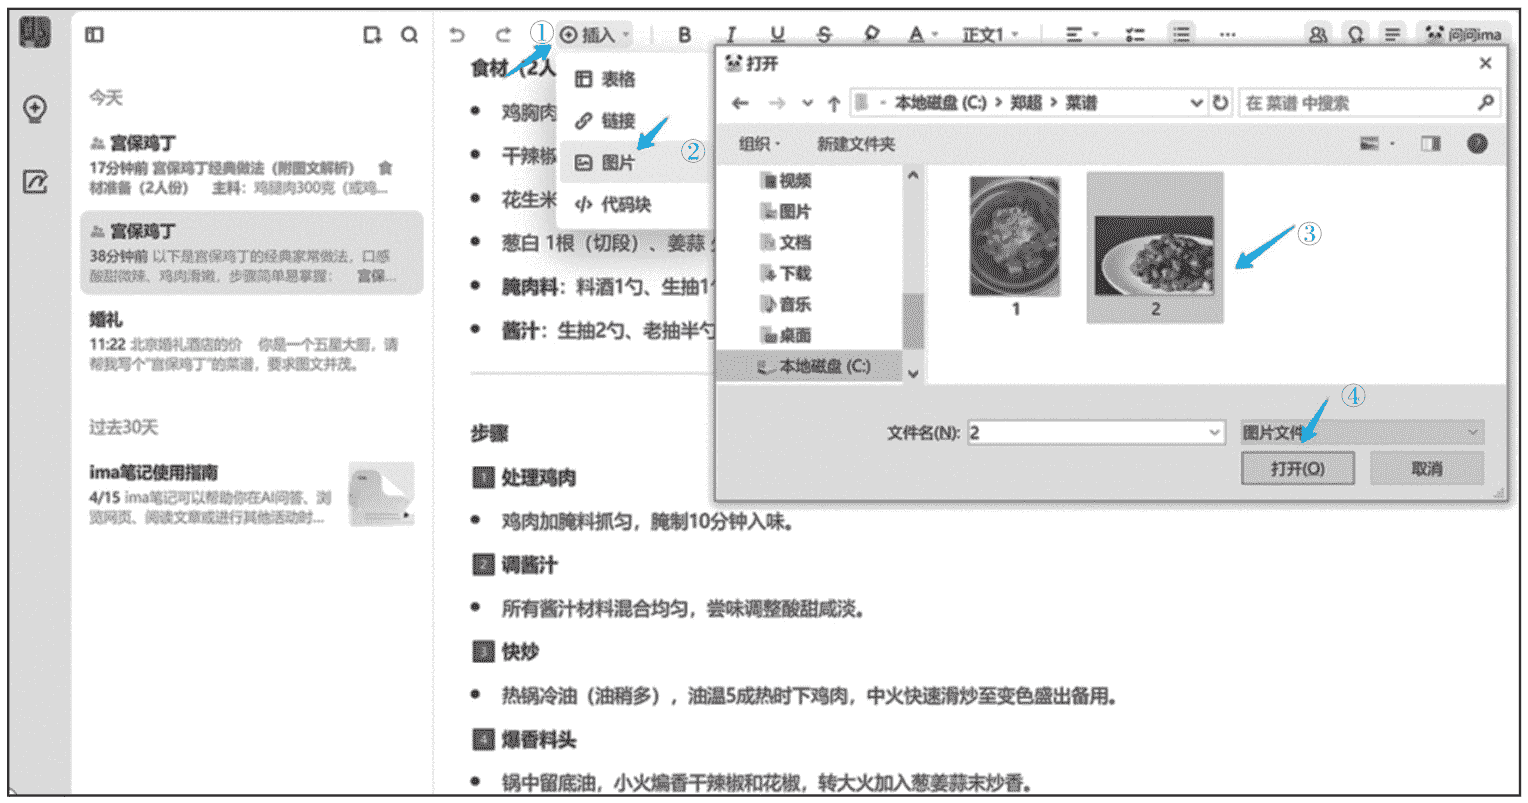 ① 插入
B I U S A 正文1 ... 问问ima
今天
宫保鸡丁
17分钟前 宫保鸡丁经典做法（附图文解析） 食
材准备（2人份） 主料：鸡腿肉300克（或鸡...
宫保鸡丁
38分钟前 以下是宫保鸡丁的经典家常做法，口感
酸甜微辣、鸡肉滑嫩，步骤简单易掌握： 宫保...
婚礼
11:22 北京婚礼酒店的价 你是一个五星大厨，请
帮我写个“宫保鸡丁”的菜谱，要求图文并茂。
过去30天
ima笔记使用指南
4/15 ima笔记可以帮助你在AI问答、浏
览网页、阅读文章或进行其他活动时...
食材（2人
鸡胸肉
干辣椒
花生米
葱白 1根（切段）、姜蒜
腌肉料：料酒1勺、生抽1勺
酱汁：生抽2勺、老抽半勺
步骤
1 处理鸡肉
鸡肉加腌料抓匀，腌制10分钟入味。
2 调酱汁
所有酱汁材料混合均匀，尝味调整酸甜咸淡。
3 快炒
热锅冷油（油稍多），油温5成热时下鸡肉，中火快速滑炒至变色盛出备用。
4 爆香料头
锅中留底油，小火煸香干辣椒和花椒，转大火加入葱姜蒜末炒香。
表格
链接
② 图片
代码块
打开
本地磁盘 (C:) > 郑超 > 菜谱
在 菜谱 中搜索
组织 新建文件夹
视频
图片
文档
下载
音乐
桌面
本地磁盘 (C:)
1
2
③
④
文件名(N): 2
图片文件
打开(O) 取消